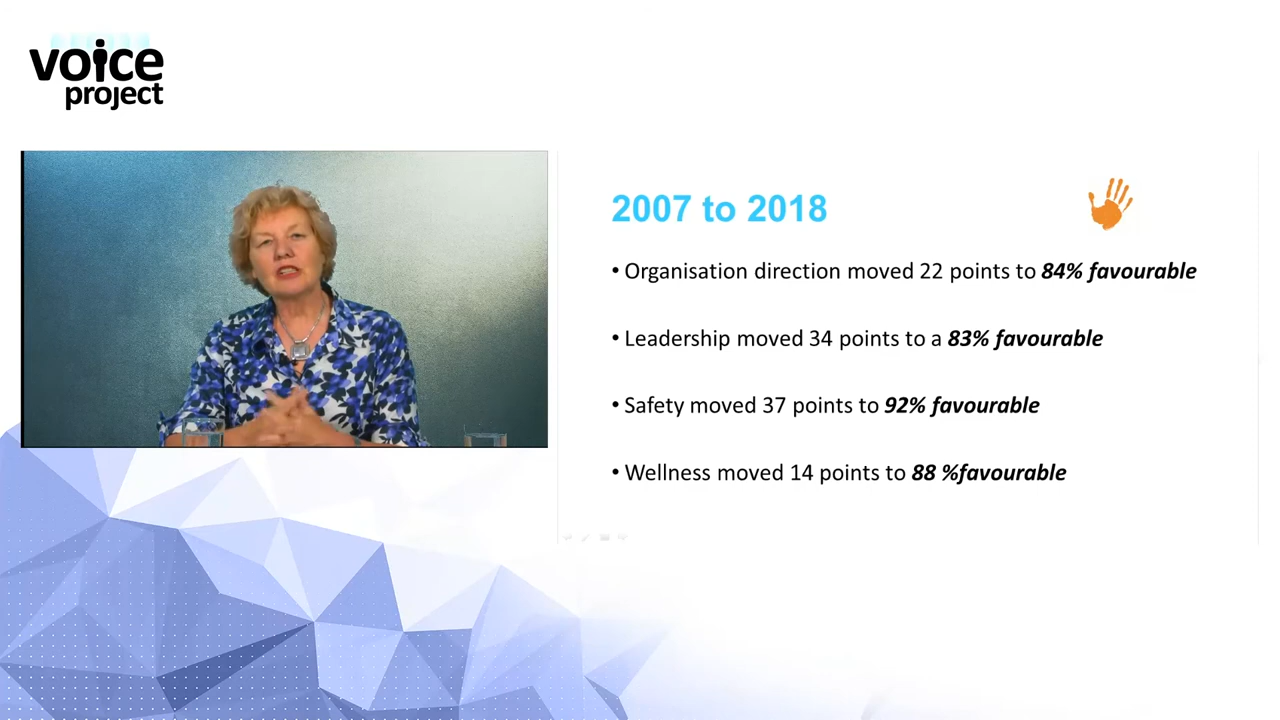 voice
project
2007 to 2018
• Organisation direction moved 22 points to 84% favourable
• Leadership moved 34 points to a 83% favourable
• Safety moved 37 points to 92% favourable
• Wellness moved 14 points to 88 %favourable